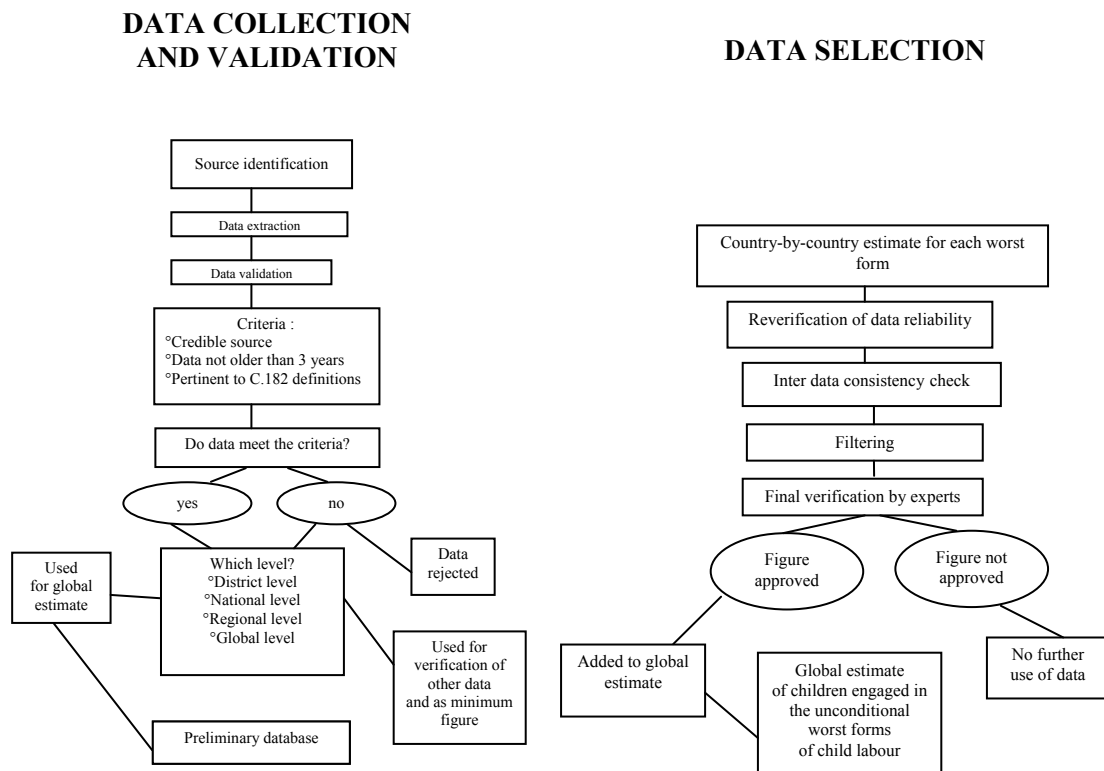 DATA COLLECTION
AND VALIDATION
Source identification
Data extraction
Data validation
Criteria :
°Credible source
°Data not older than 3 years
°Pertinent to C.182 definitions
Do data meet the criteria?
yes
no
Data
rejected
Which level?
°District level
°National level
°Regional level
°Global level
Used
for global
estimate
Used for
verification of
other data
and as minimum
figure
Preliminary database
DATA SELECTION
Country-by-country estimate for each worst
form
Reverification of data reliability
Inter data consistency check
Filtering
Final verification by experts
Figure
approved
Figure not
approved
Added to global
estimate
Global estimate
of children engaged in
the unconditional
worst forms
of child labour
No further
use of data